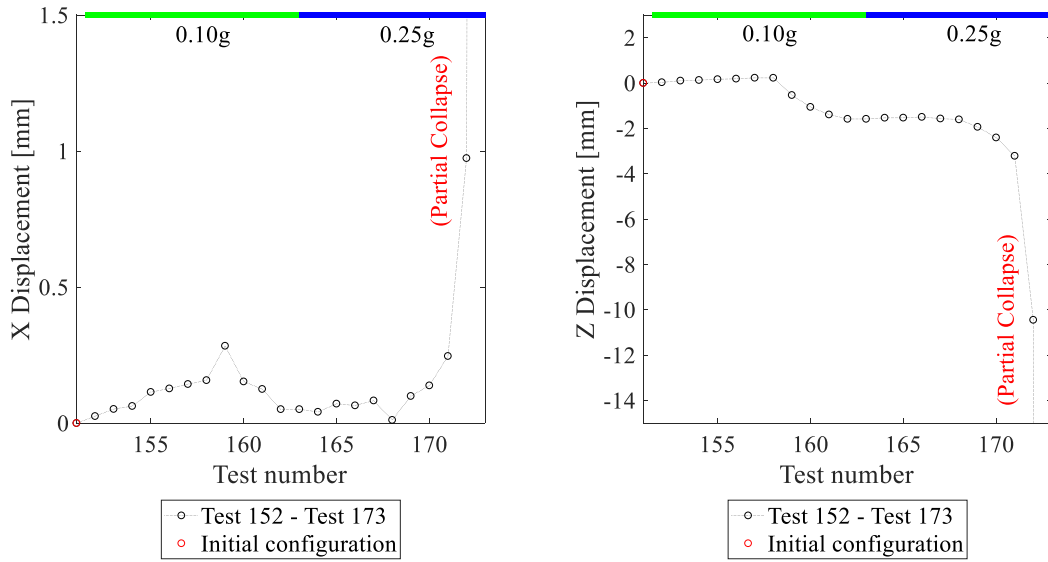 0.10g
0.25g
1.5
1
0.5
0
155
160
165
170
X Displacement [mm]
(Partial Collapse)
Test number
Test 152 - Test 173
Initial configuration
0.10g
0.25g
2
0
-2
-4
-6
-8
-10
-12
-14
155
160
165
170
Z Displacement [mm]
(Partial Collapse)
Test number
Test 152 - Test 173
Initial configuration